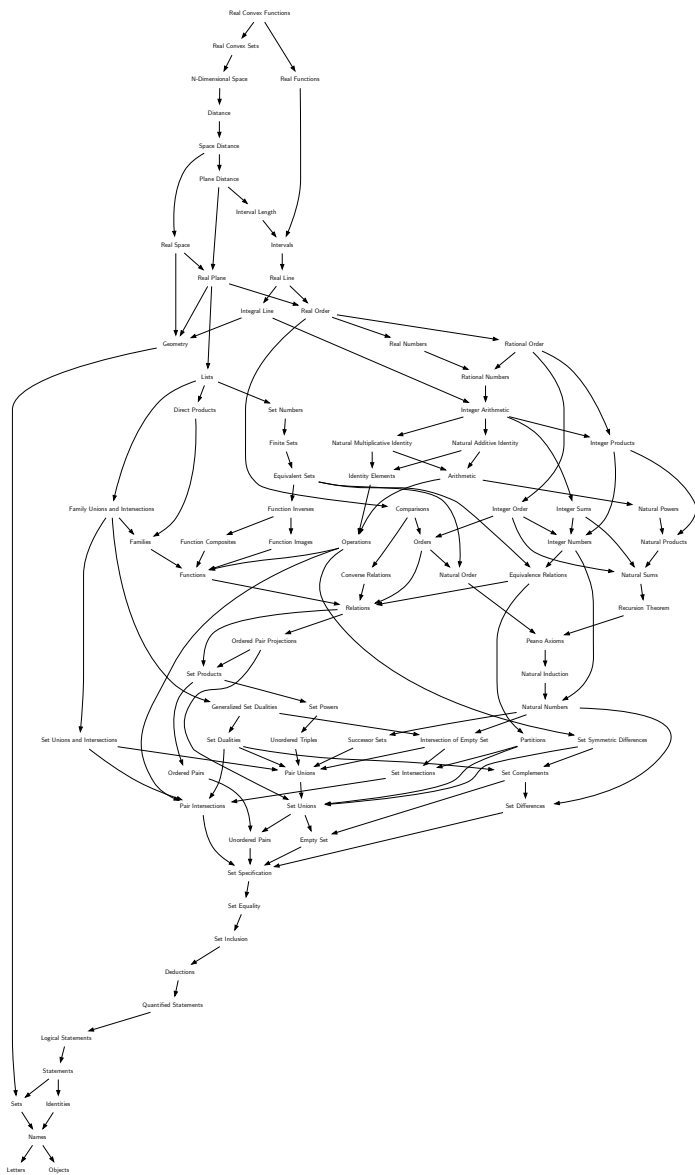 Real Convex Functions
Real Convex Sets
N-Dimensional Space
Real Functions
Distance
Space Distance
Plane Distance
Interval Length
Real Space
Intervals
Real Plane
Real Line
Integral Line
Real Order
Geometry
Real Numbers
Rational Order
Lists
Rational Numbers
Direct Products
Set Numbers
Integer Arithmetic
Finite Sets
Natural Multiplicative Identity
Natural Additive Identity
Integer Products
Equivalent Sets
Identity Elements
Arithmetic
Family Unions and Intersections
Function Inverses
Comparisons
Integer Order
Integer Sums
Natural Powers
Families
Function Composites
Function Images
Operations
Orders
Integer Numbers
Natural Products
Functions
Converse Relations
Natural Order
Equivalence Relations
Natural Sums
Relations
Recursion Theorem
Ordered Pair Projections
Peano Axioms
Set Products
Natural Induction
Generalized Set Dualities
Set Powers
Natural Numbers
Set Unions and Intersections
Set Dualities
Unordered Triples
Successor Sets
Intersection of Empty Set
Partitions
Set Symmetric Differences
Ordered Pairs
Pair Unions
Set Intersections
Set Complements
Pair Intersections
Set Unions
Set Differences
Unordered Pairs
Empty Set
Set Specification
Set Equality
Set Inclusion
Deductions
Quantified Statements
Logical Statements
Statements
Sets
Identities
Names
Letters
Objects